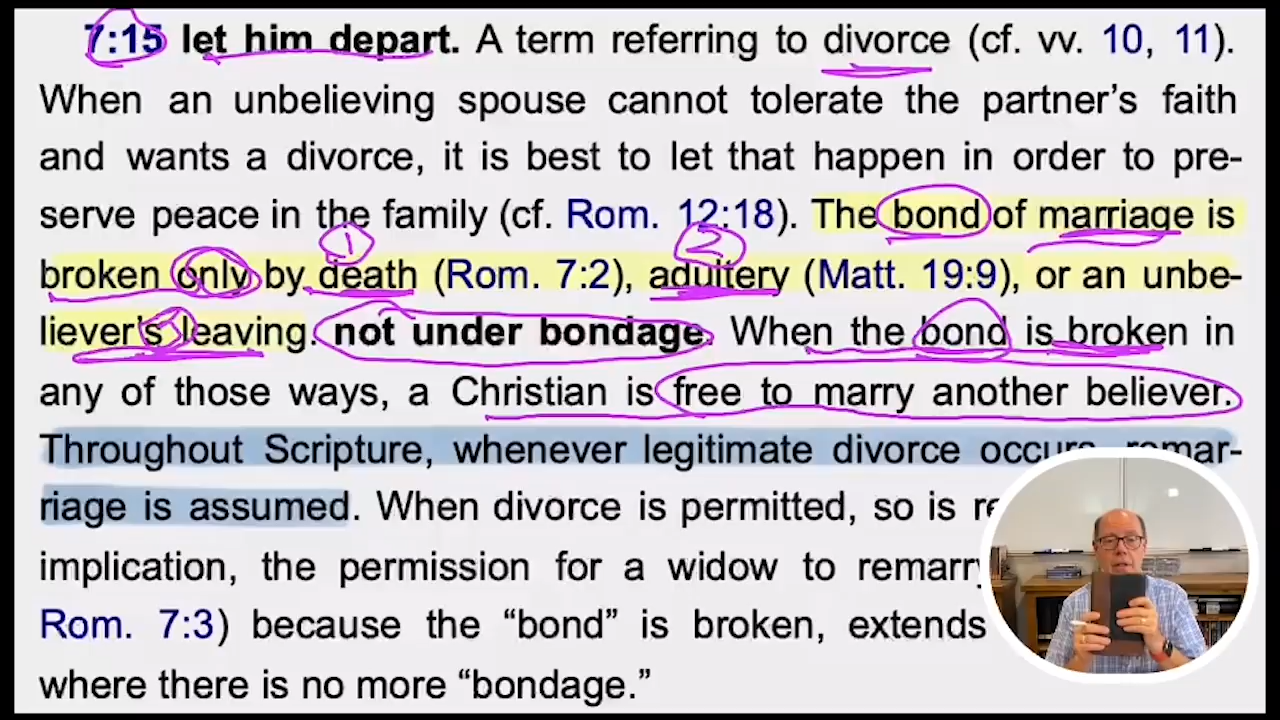 7:15 let him depart. A term referring to divorce (cf. vv. 10, 11).
When an unbelieving spouse cannot tolerate the partner’s faith
and wants a divorce, it is best to let that happen in order to pre-
serve peace in the family (cf. Rom. 12:18). The bond of marriage is
1 2
broken only by death (Rom. 7:2), adultery (Matt. 19:9), or an unbe-
liever’s leaving. not under bondage. When the bond is broken in
3
any of those ways, a Christian is free to marry another believer.
Throughout Scripture, whenever legitimate divorce occurs, remar-
riage is assumed. When divorce is permitted, so is
implication, the permission for a widow to remarry
Rom. 7:3) because the “bond” is broken, extends
where there is no more “bondage.”